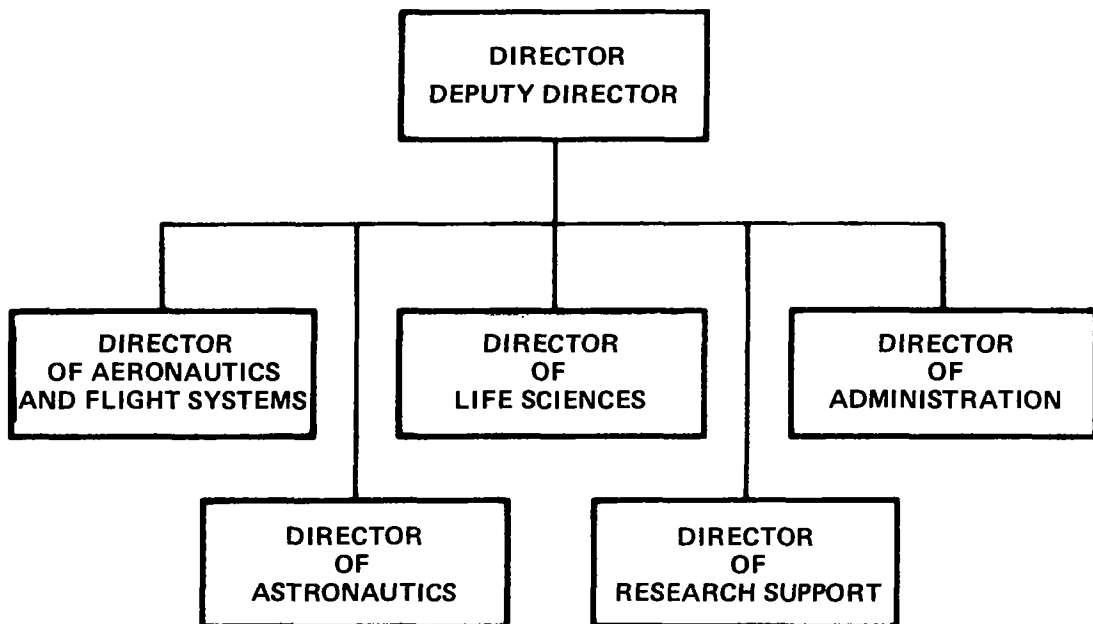 DIRECTOR
DEPUTY DIRECTOR
DIRECTOR
OF AERONAUTICS
AND FLIGHT SYSTEMS
DIRECTOR
OF
LIFE SCIENCES
DIRECTOR
OF
ADMINISTRATION
DIRECTOR
OF
ASTRONAUTICS
DIRECTOR
OF
RESEARCH SUPPORT